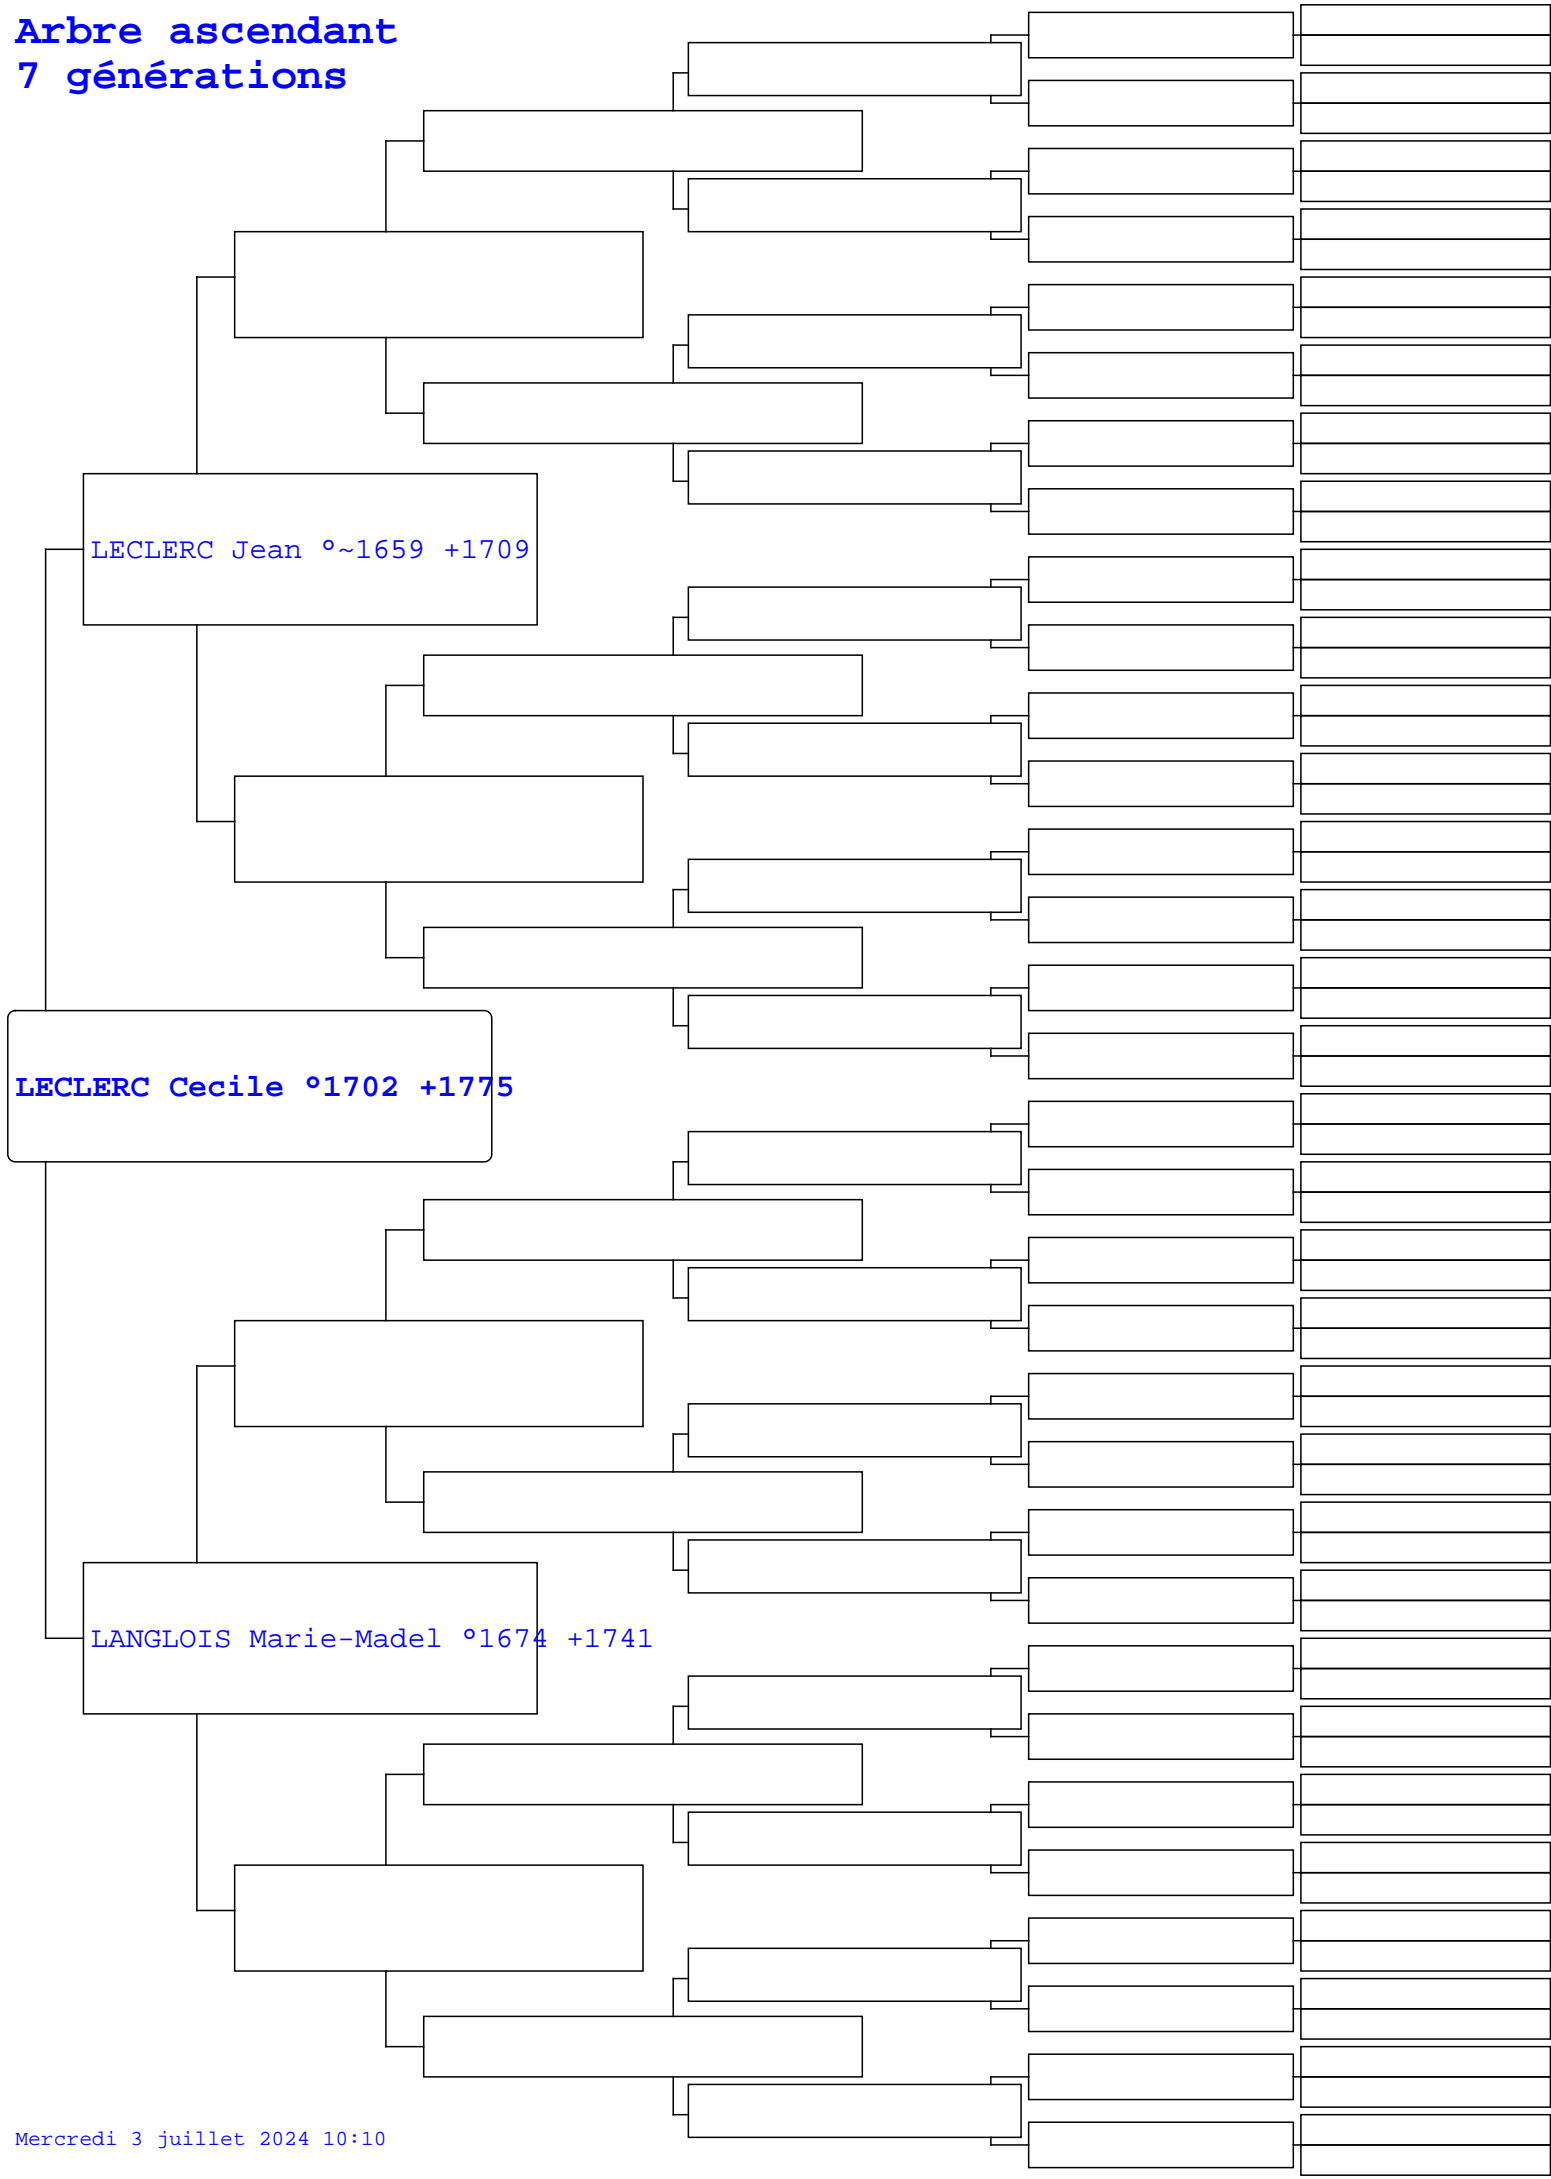 Arbre ascendant
7 générations
LECLERC Jean °~1659 +1709
LECLERC Cecile °1702 +1775
LANGLOIS Marie-Madel °1674 +1741
Mercredi 3 juillet 2024 10:10